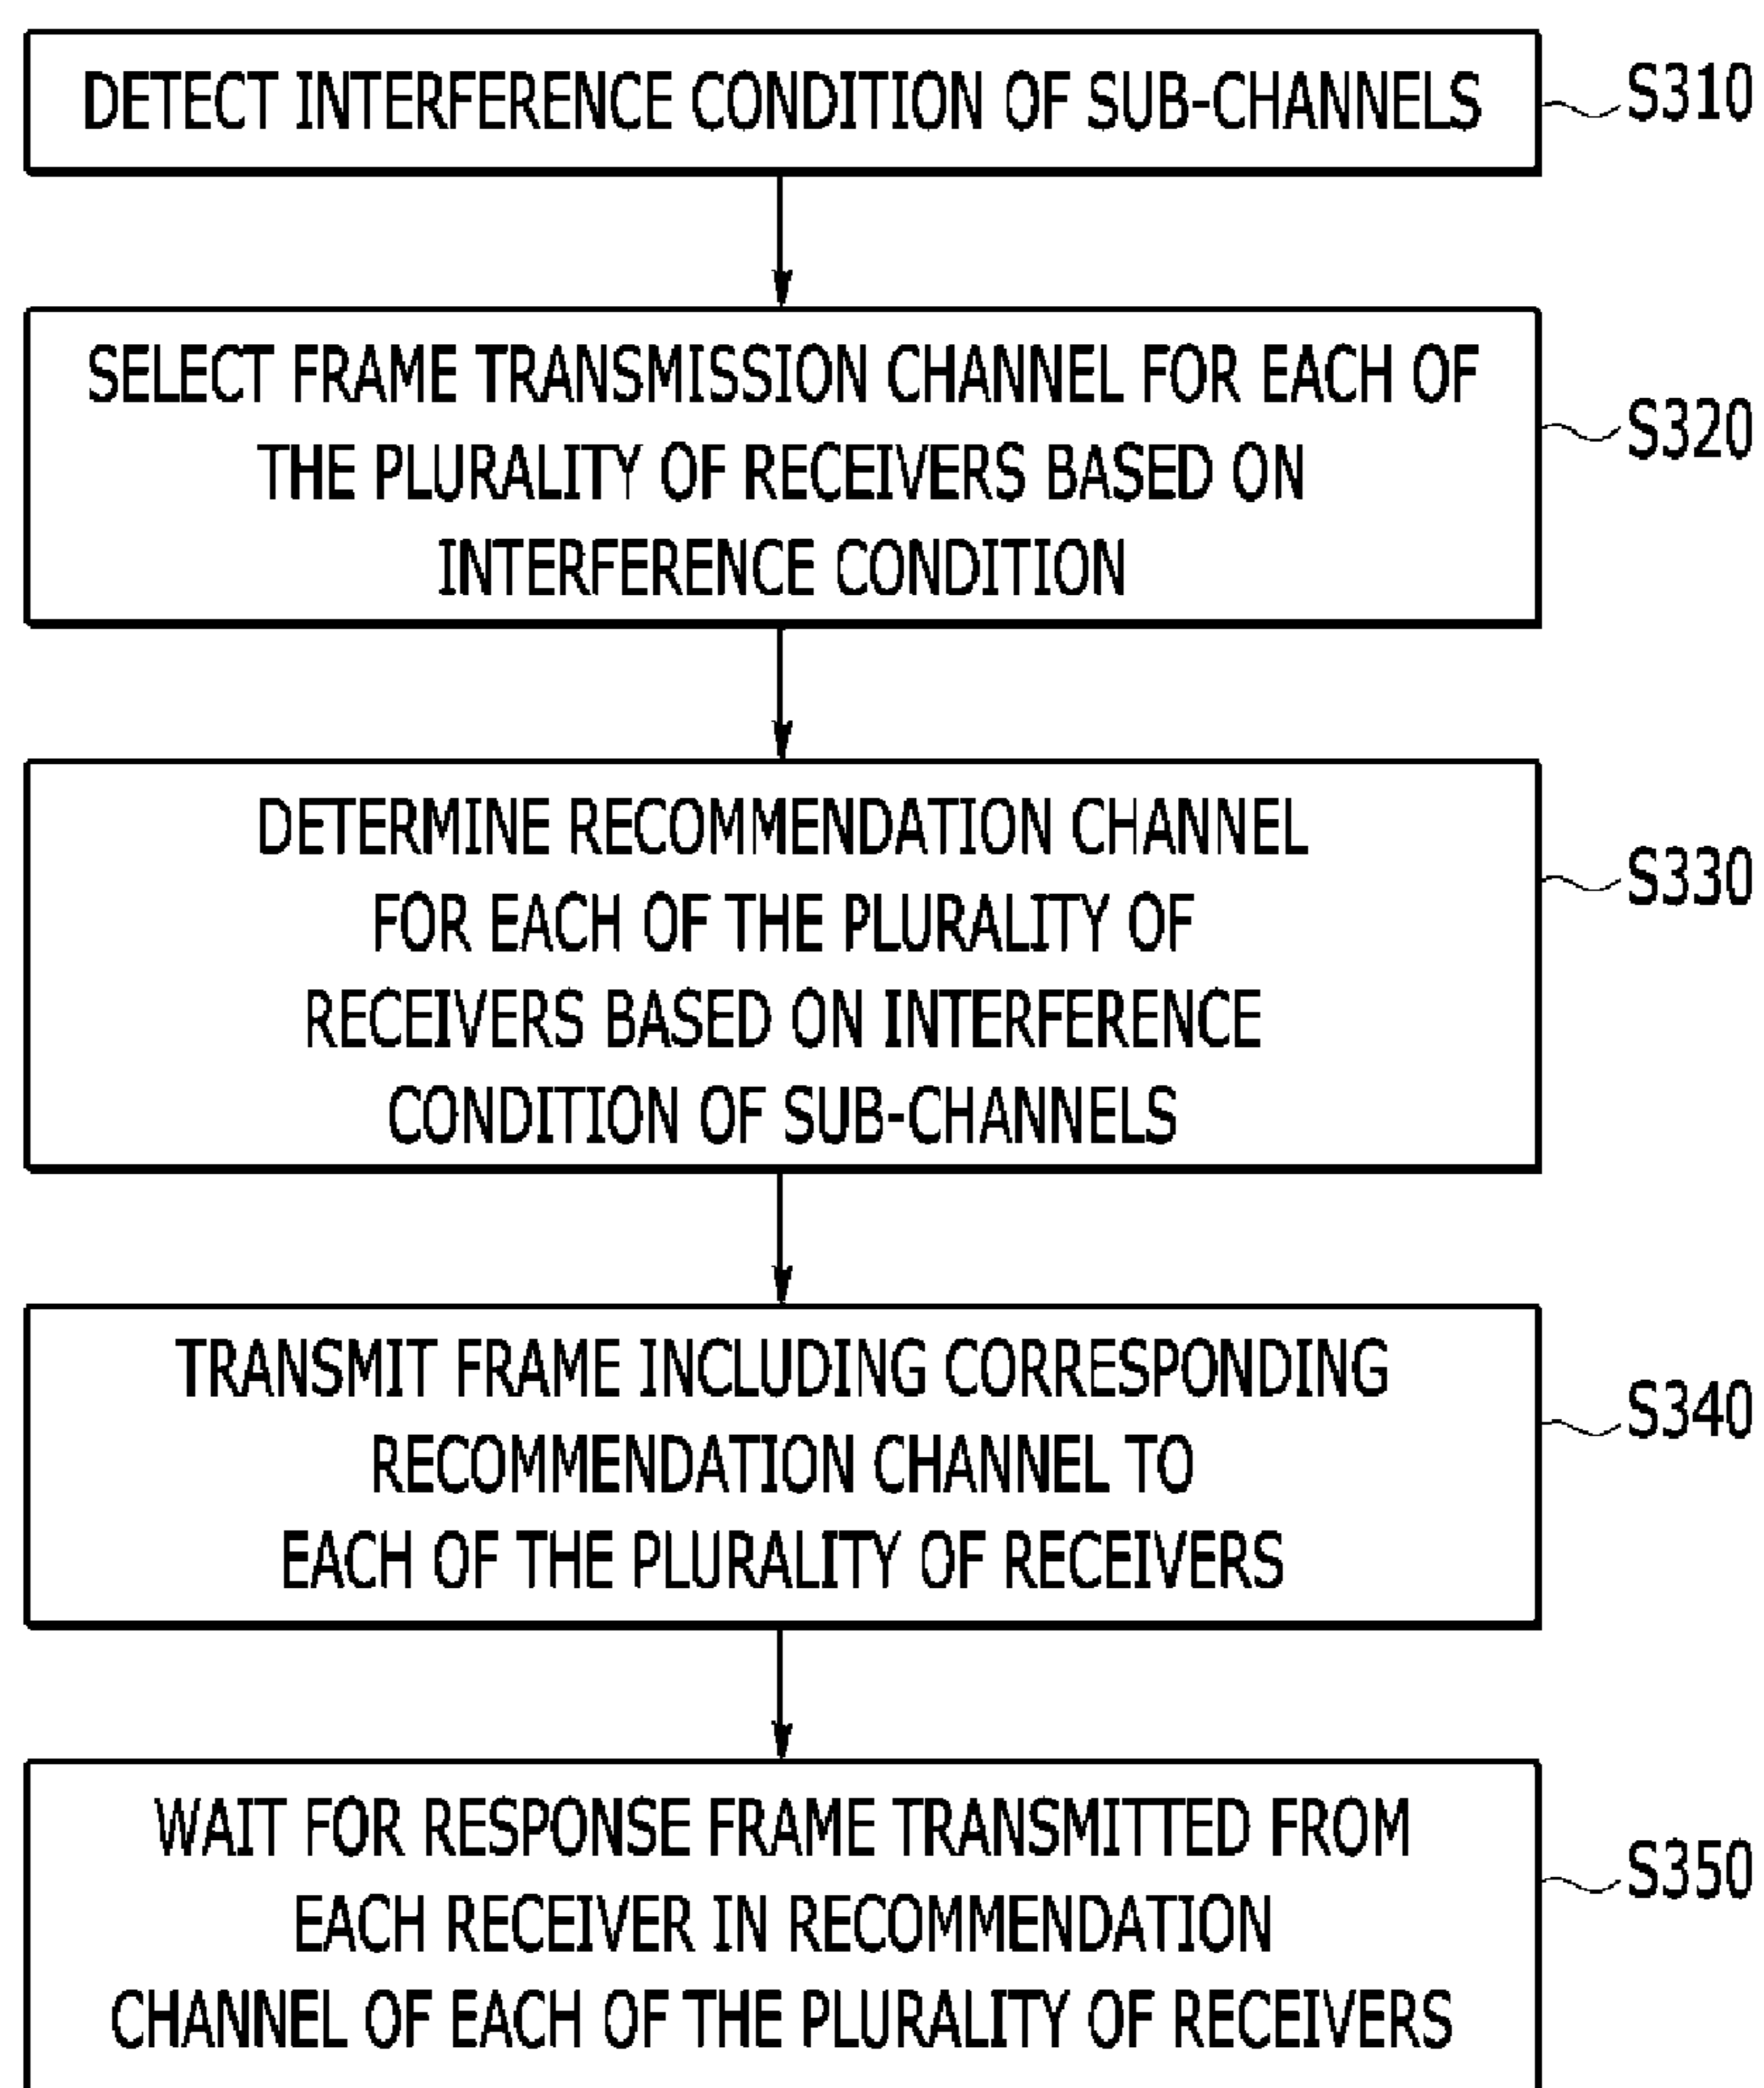 DETECT INTERFERENCE CONDITION OF SUB-CHANNELS
S310
SELECT FRAME TRANSMISSION CHANNEL FOR EACH OF
THE PLURALITY OF RECEIVERS BASED ON
INTERFERENCE CONDITION
S320
DETERMINE RECOMMENDATION CHANNEL
FOR EACH OF THE PLURALITY OF
RECEIVERS BASED ON INTERFERENCE
CONDITION OF SUB-CHANNELS
S330
TRANSMIT FRAME INCLUDING CORRESPONDING
RECOMMENDATION CHANNEL TO
EACH OF THE PLURALITY OF RECEIVERS
S340
WAIT FOR RESPONSE FRAME TRANSMITTED FROM
EACH RECEIVER IN RECOMMENDATION
CHANNEL OF EACH OF THE PLURALITY OF RECEIVERS
S350